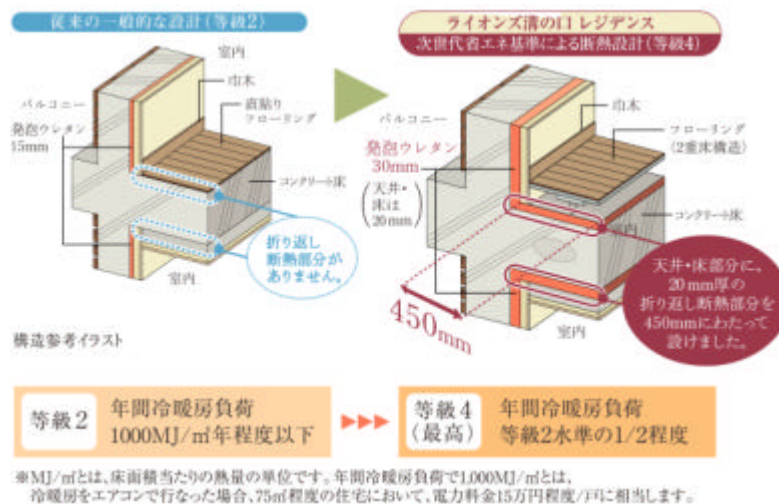 従来の一般的な設計(等級2)
室内
巾木
バルコニー
直貼り
フローリング
発泡ウレタン
15mm
コンクリート床
折り返し
断熱部分が
ありません。
室内
構造参考イラスト
ライオンズ溝の口 レジデンス
次世代省エネ基準による断熱設計(等級4)
室内
巾木
バルコニー
フローリング
(2重床構造)
発泡ウレタン
30mm
(天井・
床は
20mm)
コンクリート床
室内
天井・床部分に、
20mm厚の
折り返し断熱部分を
450mmにわたって
設けました。
450mm
室内
等級2
年間冷暖房負荷
1000MJ/㎡年程度以下
等級4
(最高)
年間冷暖房負荷
等級2水準の1/2程度
※MJ/㎡とは、床面積当たりの熱量の単位です。年間冷暖房負荷で1,000MJ/㎡とは、
冷暖房をエアコンで行なった場合、75㎡程度の住宅において、電力料金15万円程度/戸に相当します。